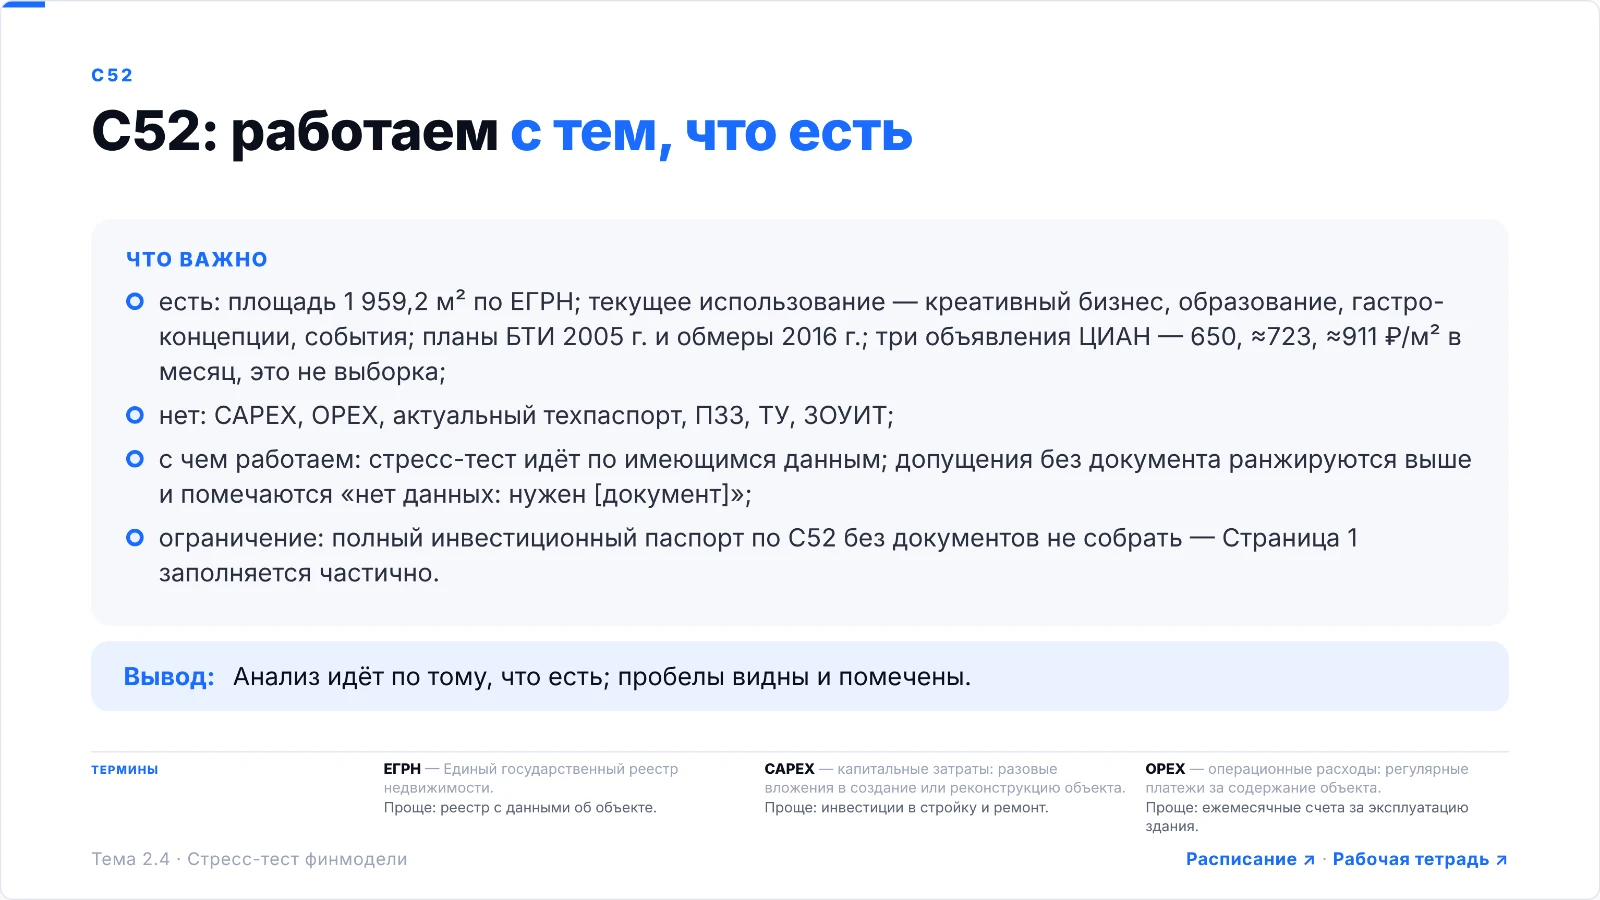 С52
С52: работаем с тем, что есть
ЧТО ВАЖНО
есть: площадь 1 959,2 м² по ЕГРН; текущее использование — креативный бизнес, образование, гастро-
концепции, события; планы БТИ 2005 г. и обмеры 2016 г.; три объявления ЦИАН — 650, ≈723, ≈911 ₽/м² в
месяц, это не выборка;
нет: CAPEX, OPEX, актуальный техпаспорт, ПЗЗ, ТУ, ЗОУИТ;
с чем работаем: стресс-тест идёт по имеющимся данным; допущения без документа ранжируются выше
и помечаются «нет данных: нужен [документ]»;
ограничение: полный инвестиционный паспорт по С52 без документов не собрать — Страница 1
заполняется частично.
Вывод: Анализ идёт по тому, что есть; пробелы видны и помечены.
ТЕРМИНЫ
ЕГРН — Единый государственный реестр
недвижимости.
Проще: реестр с данными об объекте.
CAPEX — капитальные затраты: разовые
вложения в создание или реконструкцию объекта.
Проще: инвестиции в стройку и ремонт.
OPEX — операционные расходы: регулярные
платежи за содержание объекта.
Проще: ежемесячные счета за эксплуатацию
здания.
Тема 2.4 · Стресс-тест финмодели
Расписание ↗ · Рабочая тетрадь ↗